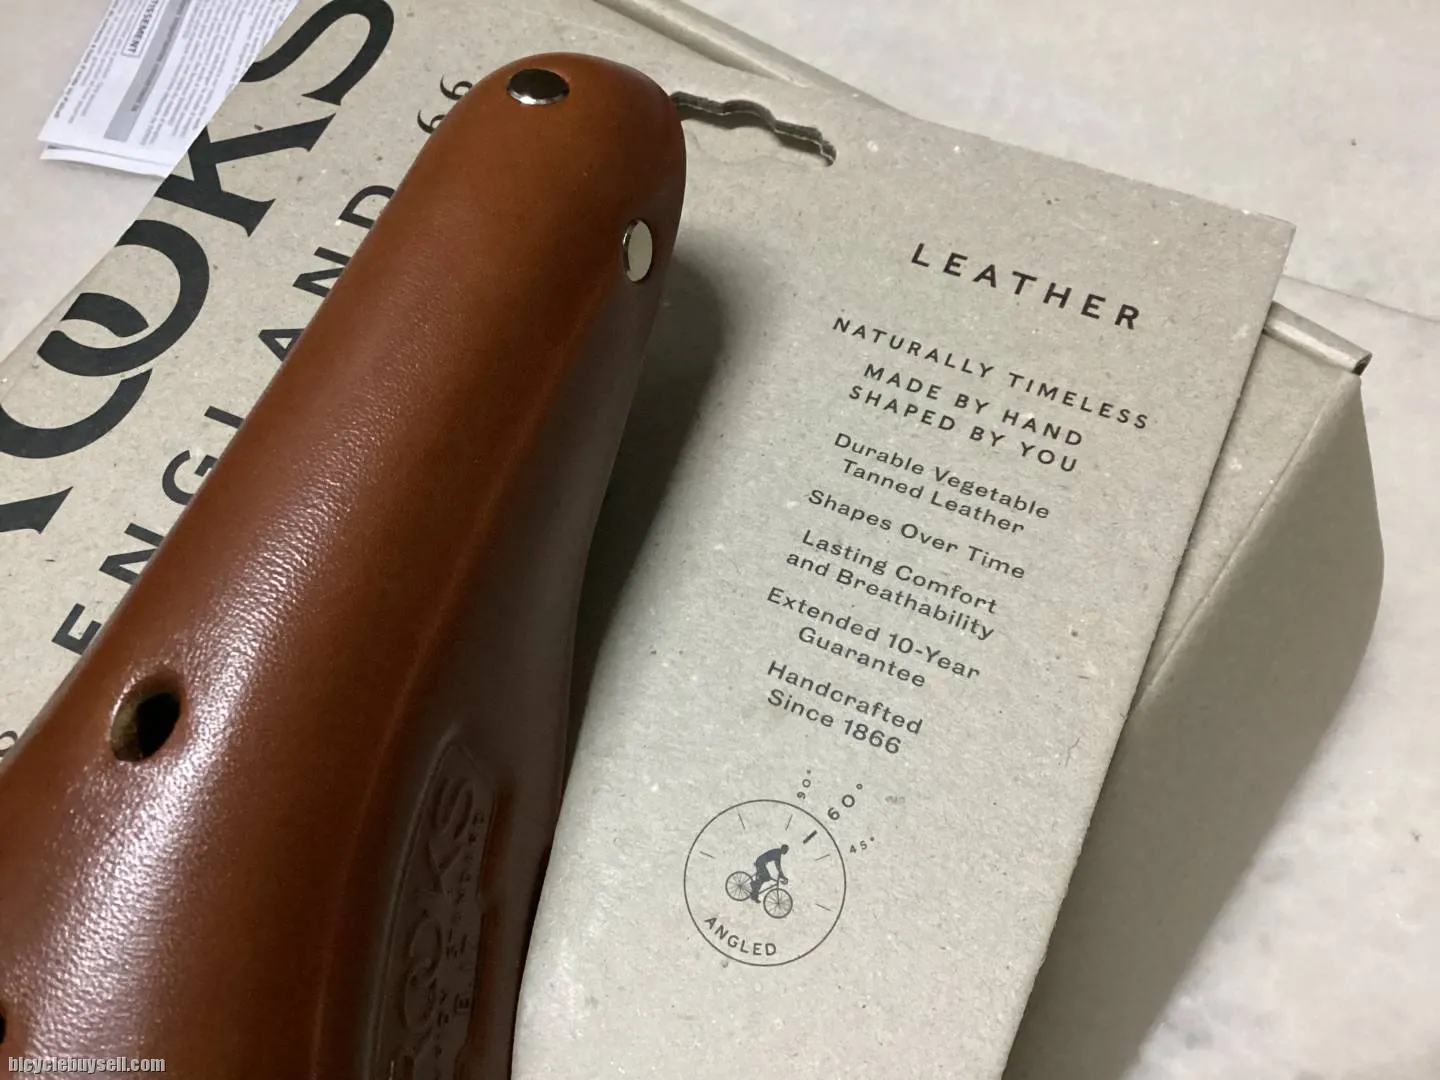 OOKS
ENGLAND
LEATHER
NATURALLY TIMELESS
MADE BY HAND
SHAPED BY YOU
Durable Vegetable
Tanned Leather
Shapes Over Time
Lasting Comfort
and Breathability
Extended 10-Year
Guarantee
Handcrafted
Since 1866
90°
60°
45°
ANGLED
bicyclebuysell.com